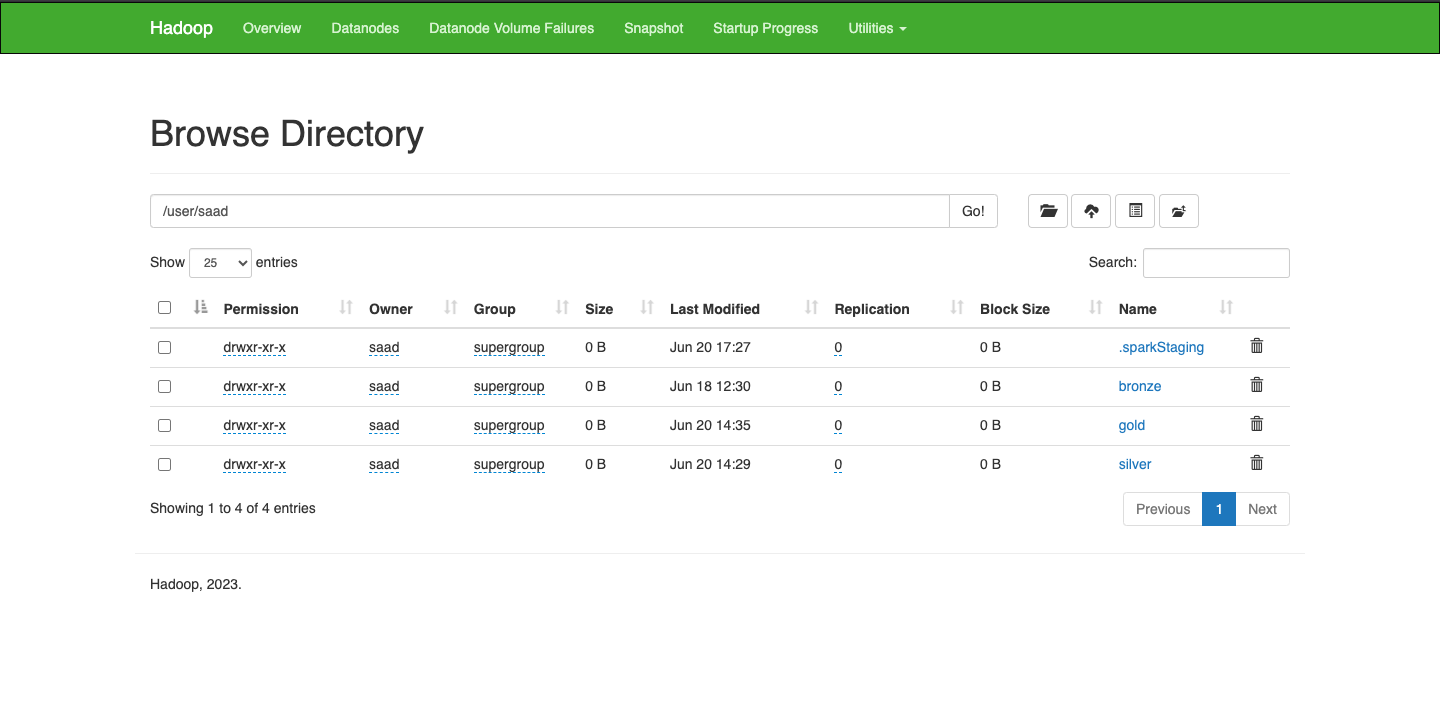 Hadoop Overview Datanodes Datanode Volume Failures Snapshot Startup Progress Utilities
Browse Directory
/user/saad Go!
Show 25 entries Search:
Permission Owner Group Size Last Modified Replication Block Size Name
drwxr-xr-x saad supergroup 0 B Jun 20 17:27 0 0 B .sparkStaging
drwxr-xr-x saad supergroup 0 B Jun 18 12:30 0 0 B bronze
drwxr-xr-x saad supergroup 0 B Jun 20 14:35 0 0 B gold
drwxr-xr-x saad supergroup 0 B Jun 20 14:29 0 0 B silver
Showing 1 to 4 of 4 entries Previous 1 Next
Hadoop, 2023.